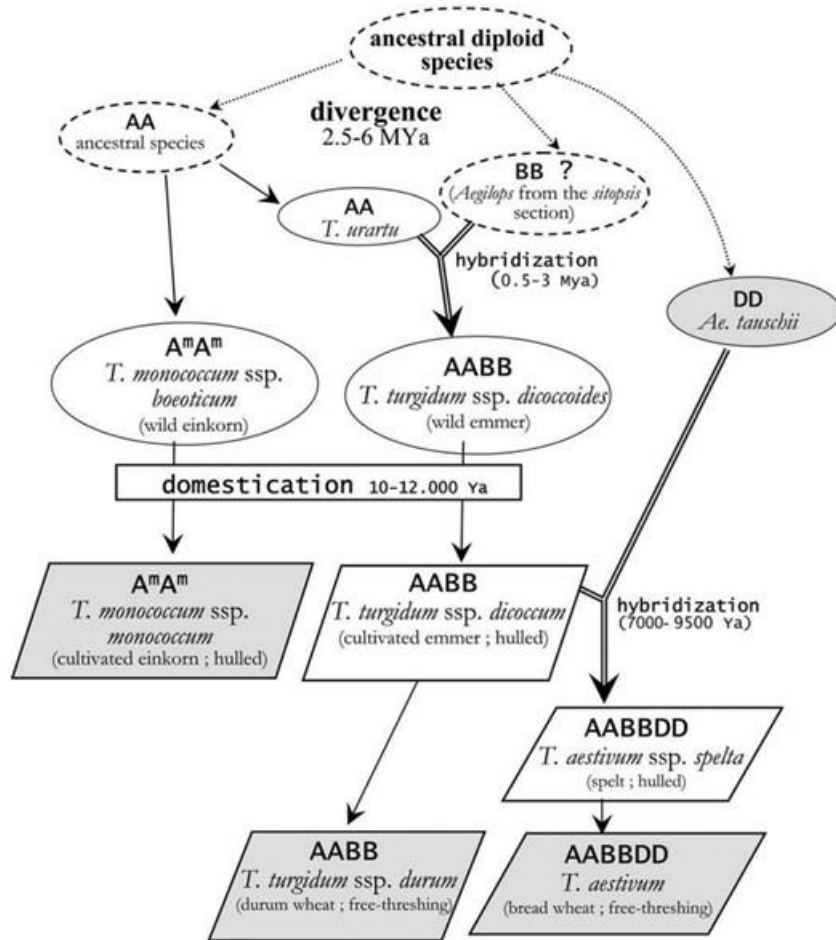 ancestral diploid
species
divergence
2.5-6 MYa
AA
ancestral species
BB ?
(Aegilops from the sitopsis
section)
AA
T. urartu
hybridization
(0.5-3 Mya)
DD
Ae. tauschii
AᵐAᵐ
T. monococcum ssp.
boeoticum
(wild einkorn)
AABB
T. turgidum ssp. dicoccoides
(wild emmer)
domestication 10-12.000 Ya
AᵐAᵐ
T. monococcum ssp.
monococcum
(cultivated einkorn ; hulled)
AABB
T. turgidum ssp. dicoccum
(cultivated emmer ; hulled)
hybridization
(7000- 9500 Ya)
AABBDD
T. aestivum ssp. spelta
(spelt ; hulled)
AABB
T. turgidum ssp. durum
(durum wheat ; free-threshing)
AABBDD
T. aestivum
(bread wheat ; free-threshing)